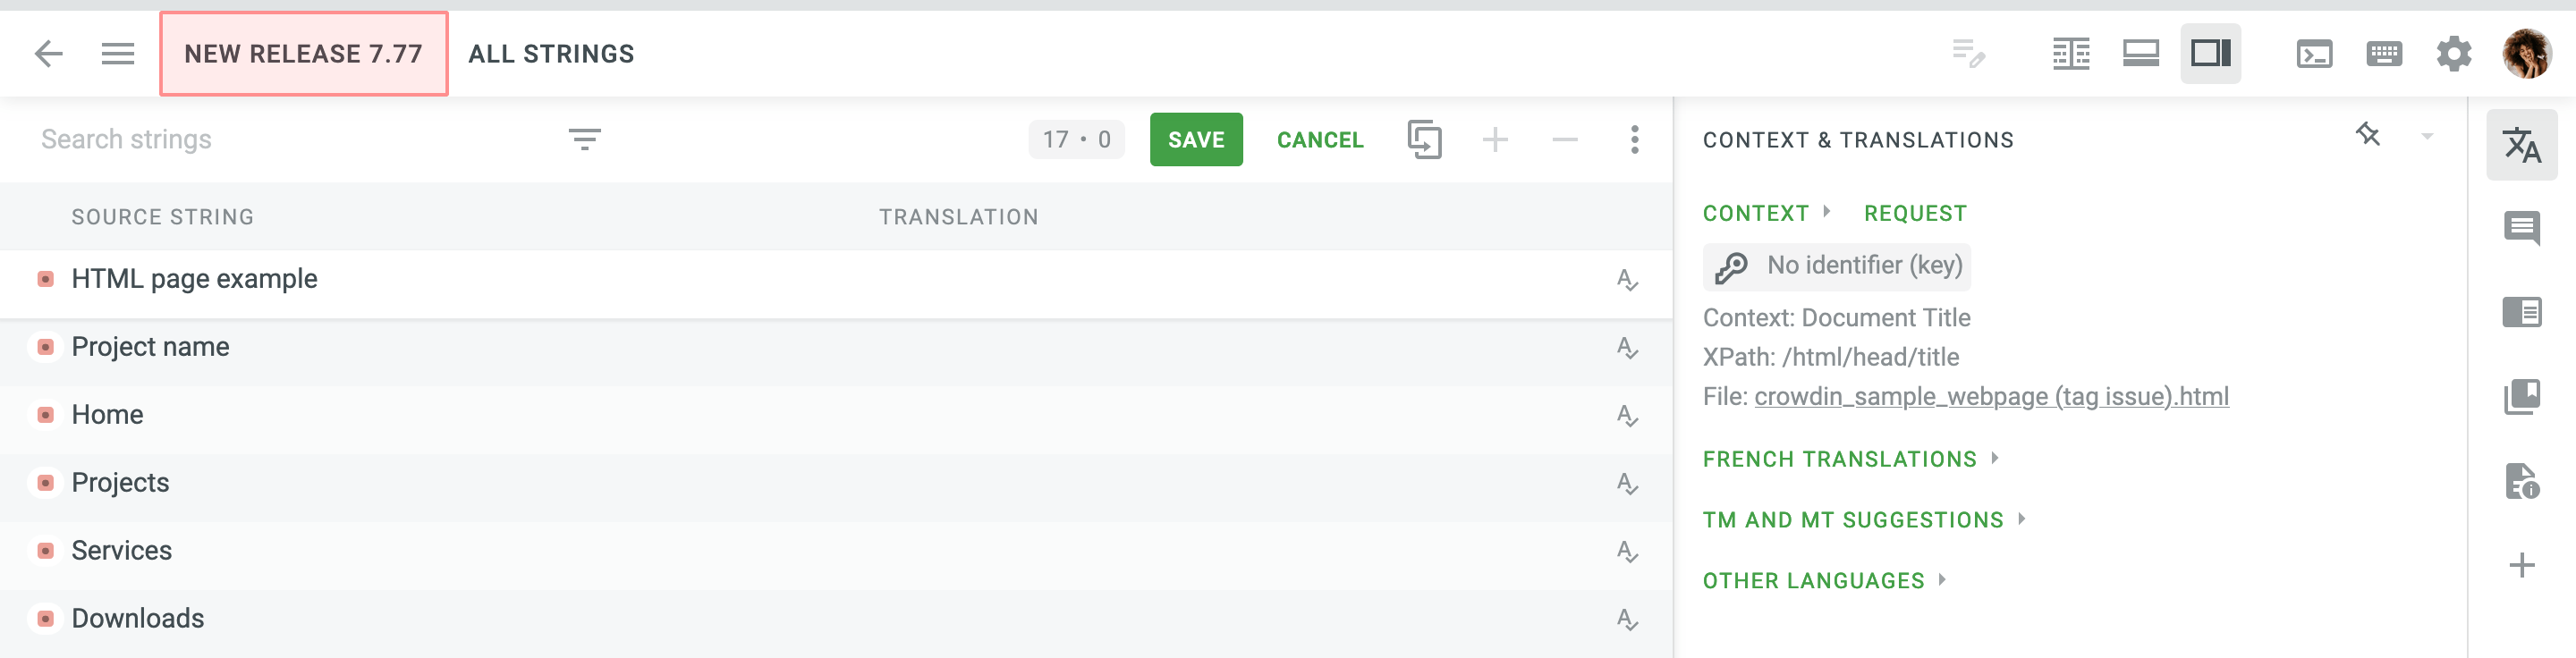 NEW RELEASE 7.77 ALL STRINGS
Search strings
17 • 0 SAVE CANCEL
SOURCE STRING TRANSLATION
HTML page example
Project name
Home
Projects
Services
Downloads
CONTEXT & TRANSLATIONS
CONTEXT REQUEST
No identifier (key)
Context: Document Title
XPath: /html/head/title
File: crowdin_sample_webpage (tag issue).html
FRENCH TRANSLATIONS
TM AND MT SUGGESTIONS
OTHER LANGUAGES